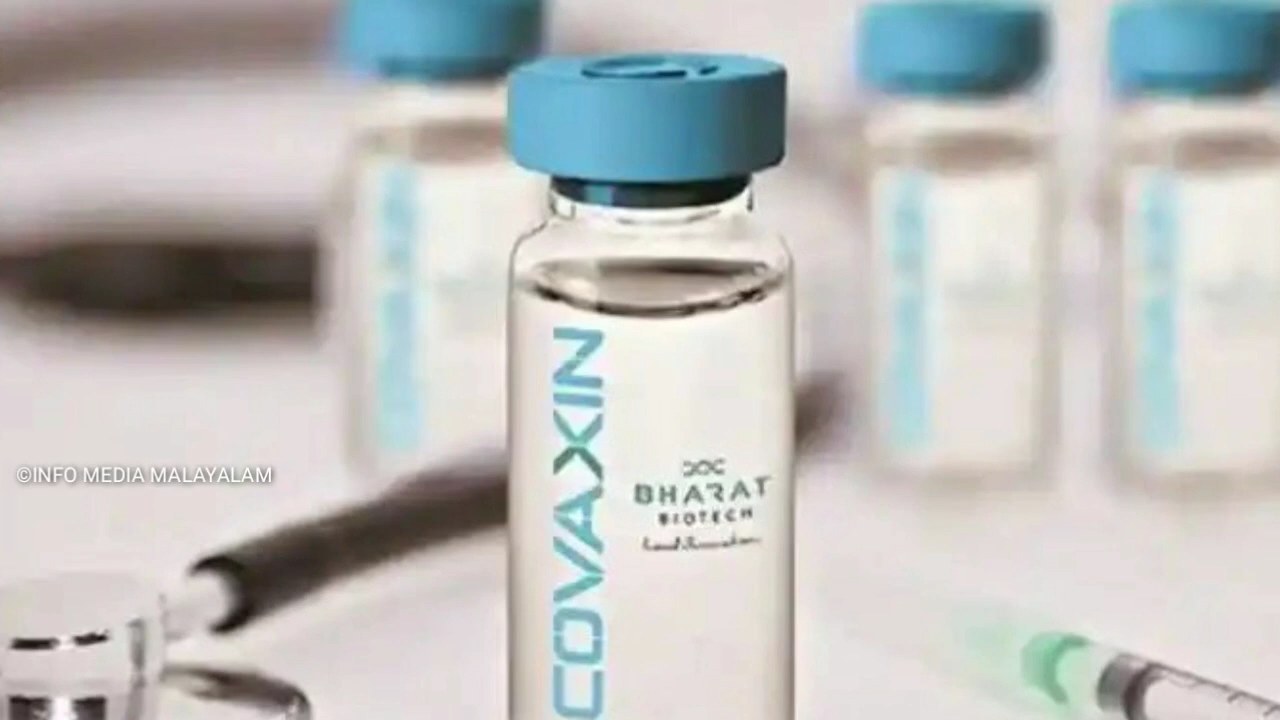 COVAXIN
BHARAT
BIOTECH
©INFO MEDIA MALAYALAM